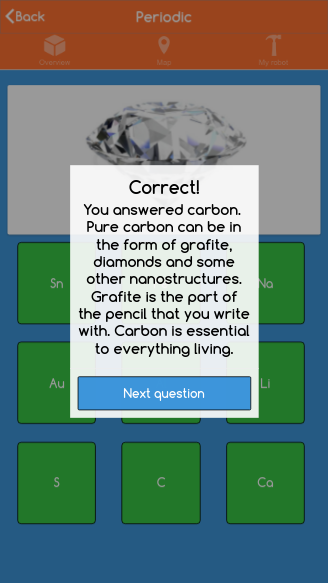 Back
Periodic
Overview
Map
My robot
Correct!
You answered carbon.
Pure carbon can be in
the form of grafite,
diamonds and some
other nanostructures.
Grafite is the part of
the pencil that you write
with. Carbon is essential
to everything living.
Sn
Na
Au
Li
Next question
S
C
Ca